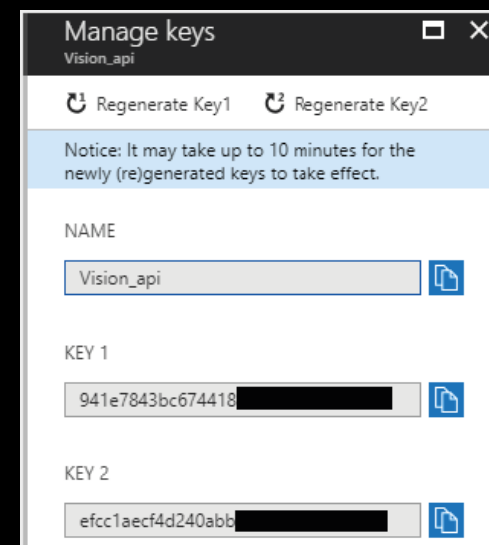 Manage keys
Vision_api
Regenerate Key1 Regenerate Key2
Notice: It may take up to 10 minutes for the
newly (re)generated keys to take effect.
NAME
Vision_api
KEY 1
941e7843bc674418
KEY 2
efcc1aecf4d240abb